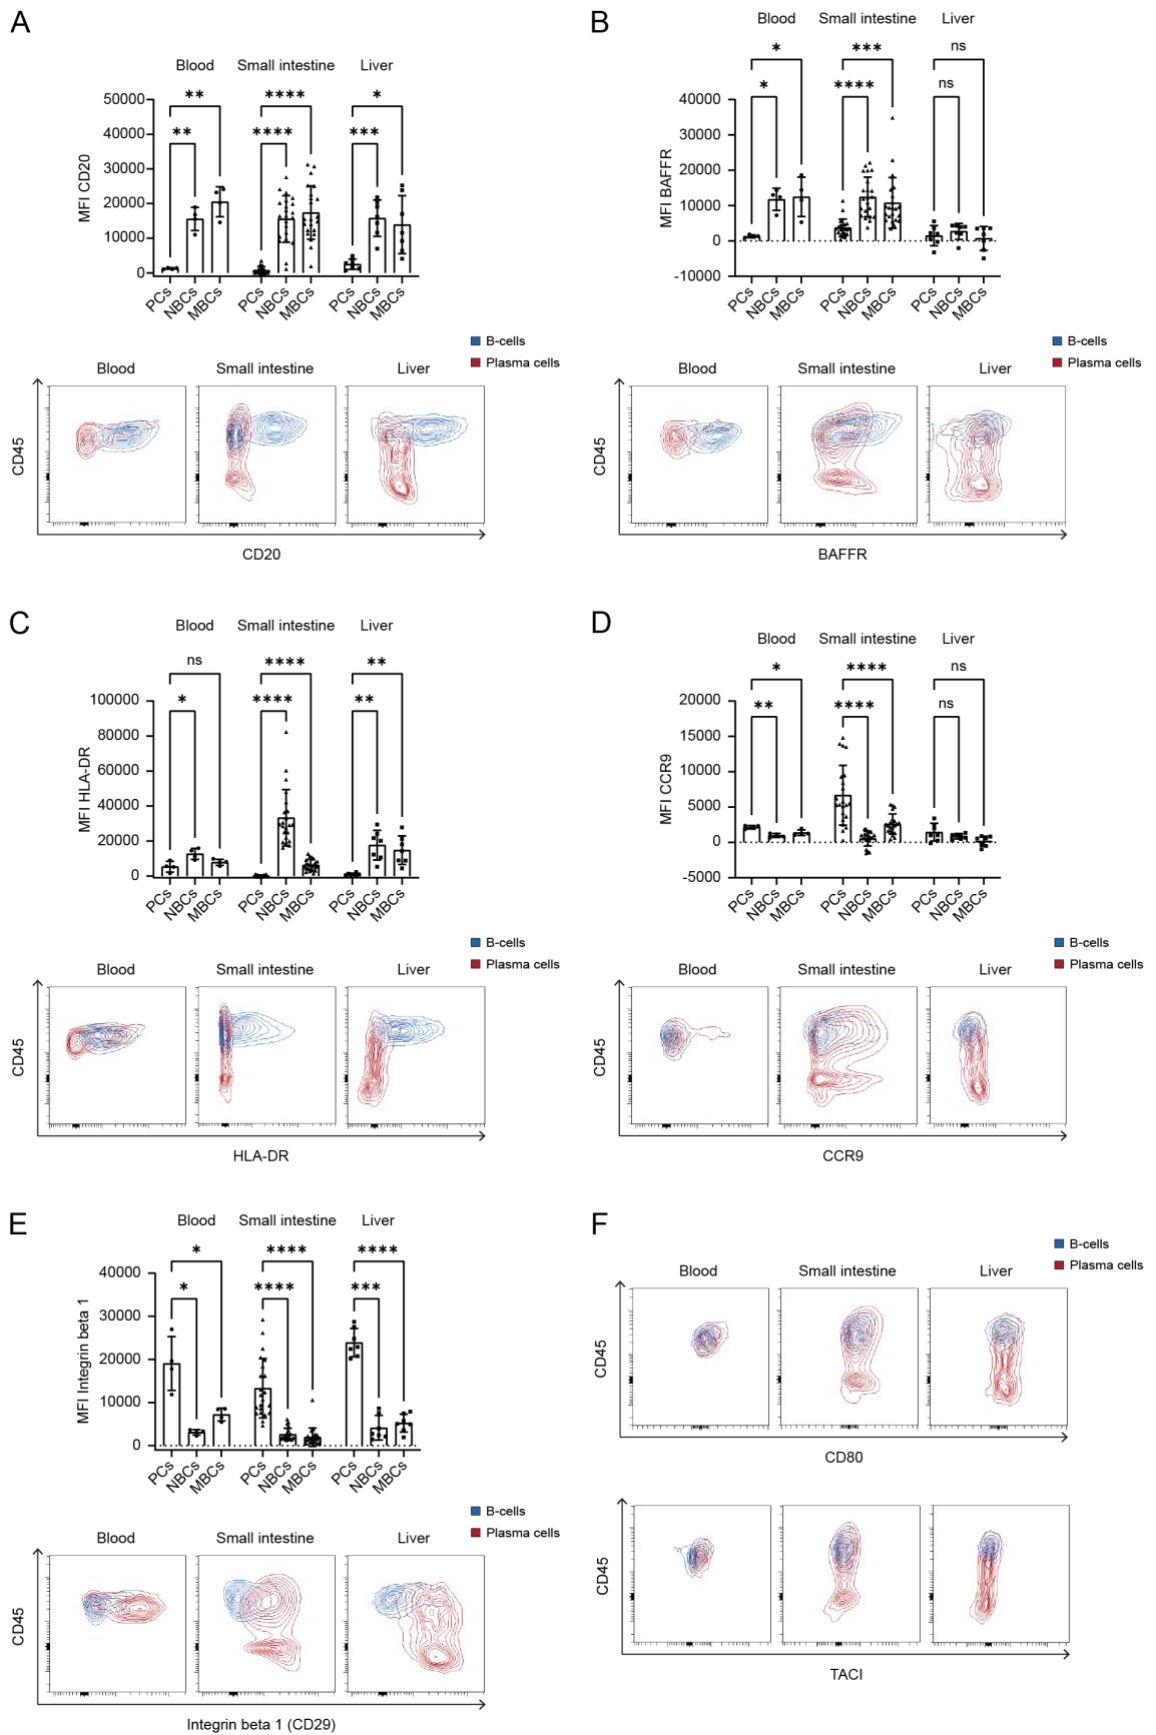 A
Blood Small intestine Liver
** **** *
** **** ***
MFI CD20
50000
40000
30000
20000
10000
0
PCs NBCs MBCs PCs NBCs MBCs PCs NBCs MBCs
B-cells
Plasma cells
Blood Small intestine Liver
CD45
CD20
B
Blood Small intestine Liver
* *** ns
* **** ns
MFI BAFFR
40000
30000
20000
10000
0
-10000
PCs NBCs MBCs PCs NBCs MBCs PCs NBCs MBCs
B-cells
Plasma cells
Blood Small intestine Liver
CD45
BAFFR
C
Blood Small intestine Liver
ns **** **
* **** **
MFI HLA-DR
100000
80000
60000
40000
20000
0
PCs NBCs MBCs PCs NBCs MBCs PCs NBCs MBCs
B-cells
Plasma cells
Blood Small intestine Liver
CD45
HLA-DR
D
Blood Small intestine Liver
* **** ns
** **** ns
MFI CCR9
20000
15000
10000
5000
0
-5000
PCs NBCs MBCs PCs NBCs MBCs PCs NBCs MBCs
B-cells
Plasma cells
Blood Small intestine Liver
CD45
CCR9
E
Blood Small intestine Liver
* **** ****
* **** ***
MFI Integrin beta 1
40000
30000
20000
10000
0
PCs NBCs MBCs PCs NBCs MBCs PCs NBCs MBCs
B-cells
Plasma cells
Blood Small intestine Liver
CD45
Integrin beta 1 (CD29)
F
B-cells
Plasma cells
Blood Small intestine Liver
CD45
CD80
CD45
TACI